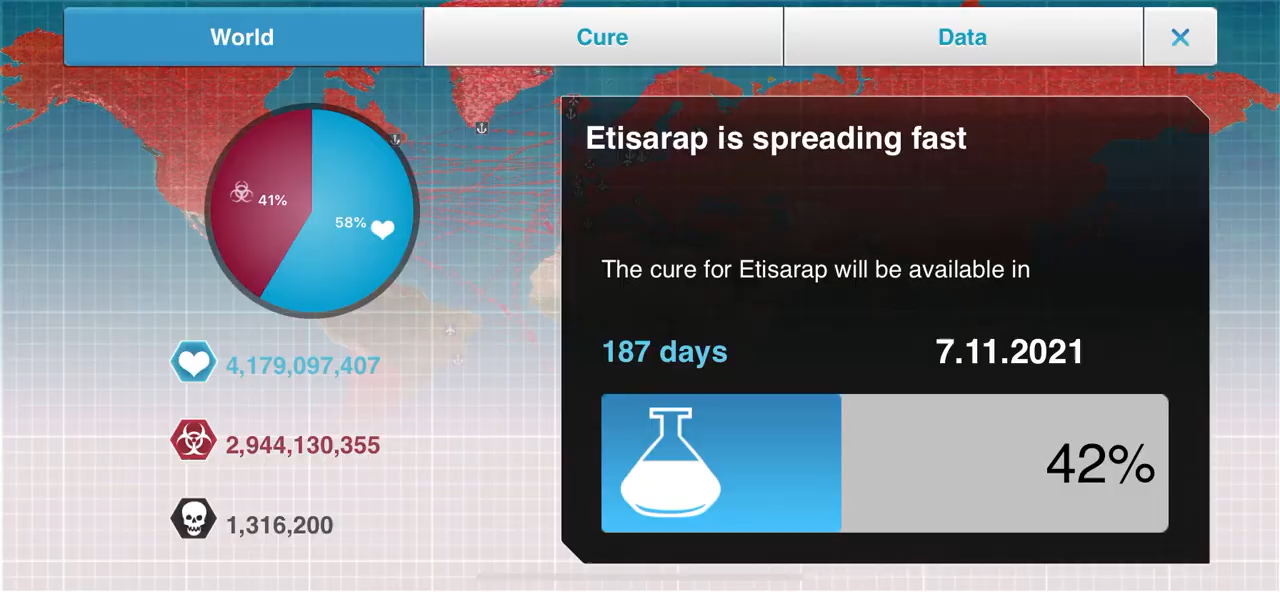 World
Cure
Data
41%
58%
4,179,097,407
2,944,130,355
1,316,200
Etisarap is spreading fast
The cure for Etisarap will be available in
187 days
7.11.2021
42%